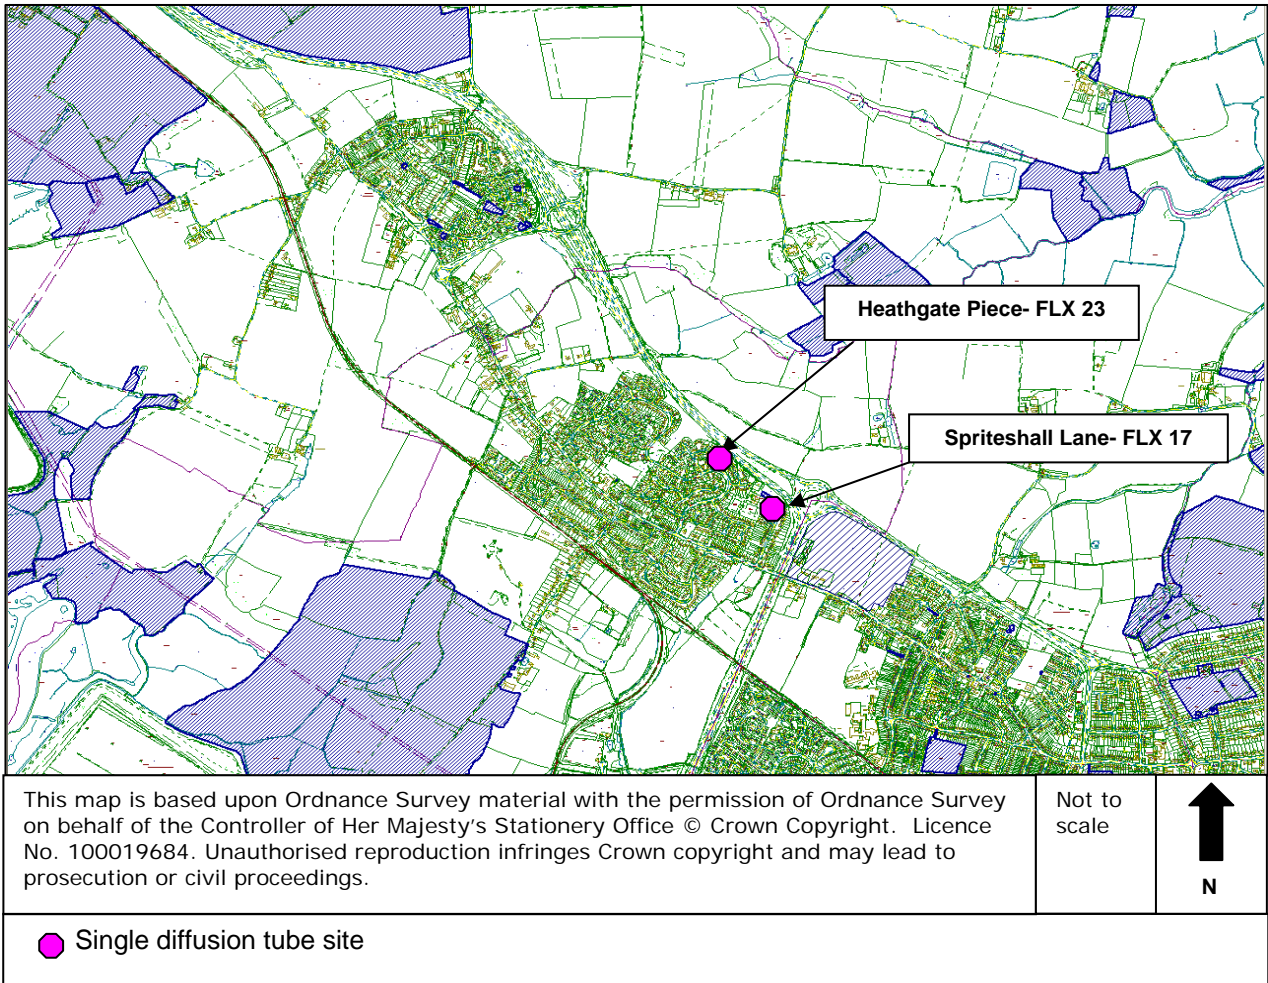 Heathgate Piece- FLX 23
Spriteshall Lane- FLX 17
This map is based upon Ordnance Survey material with the permission of Ordnance Survey
on behalf of the Controller of Her Majesty's Stationery Office © Crown Copyright. Licence
No. 100019684. Unauthorised reproduction infringes Crown copyright and may lead to
prosecution or civil proceedings.
Not to
scale
N
Single diffusion tube site